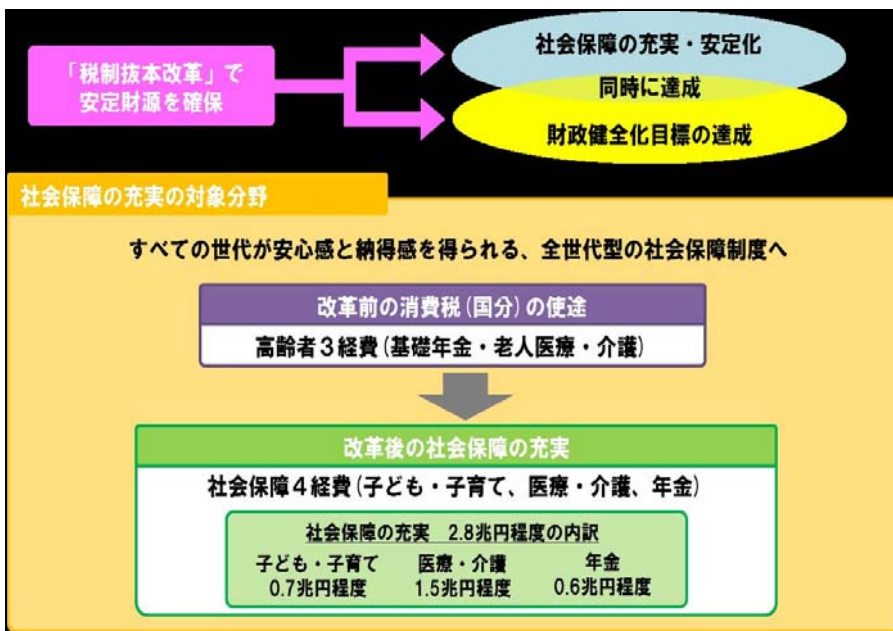 「税制抜本改革」で
安定財源を確保
社会保障の充実・安定化
同時に達成
財政健全化目標の達成
社会保障の充実の対象分野
すべての世代が安心感と納得感を得られる、全世代型の社会保障制度へ
改革前の消費税(国分)の使途
高齢者3経費(基礎年金・老人医療・介護)
改革後の社会保障の充実
社会保障4経費(子ども・子育て、医療・介護、年金)
社会保障の充実 2.8兆円程度の内訳
子ども・子育て 医療・介護 年金
0.7兆円程度 1.5兆円程度 0.6兆円程度